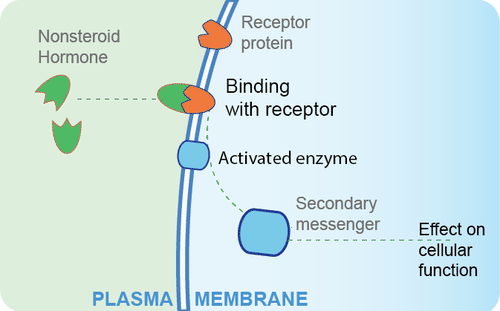 Nonsteroid
Hormone
Receptor
protein
Binding
with receptor
Activated enzyme
Secondary
messenger
Effect on
cellular
function
PLASMA MEMBRANE